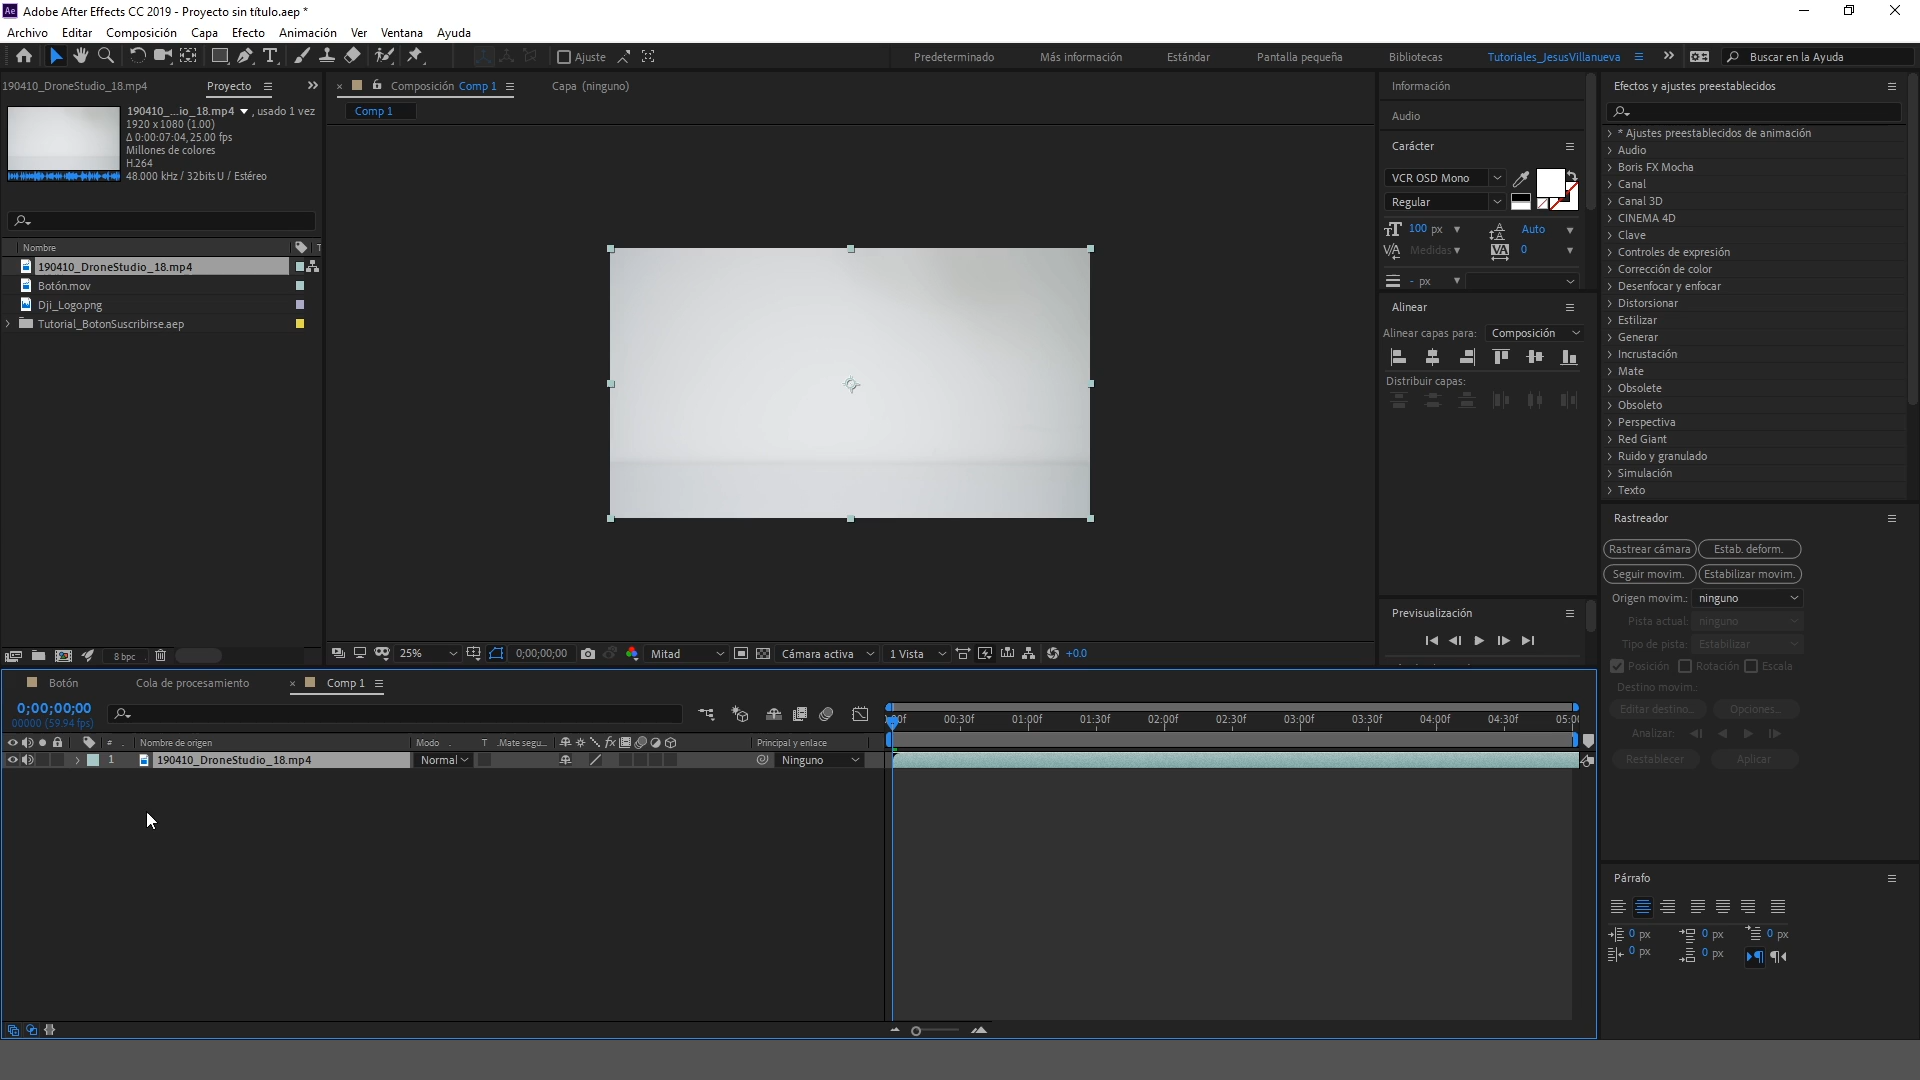 Adobe After Effects CC 2019 - Proyecto sin título.aep *
Archivo Editar Composición Capa Efecto Animación Ver Ventana Ayuda
Ajuste
Predeterminado Más información Estándar Pantalla pequeña Bibliotecas Tutoriales_JesusVillanueva Buscar en la Ayuda
190410_DroneStudio_18.mp4 Proyecto
190410_...io_18.mp4 , usado 1 vez
1920 x 1080 (1.00)
Δ 0:00:07:04, 25.00 fps
Millones de colores
H.264
48.000 kHz / 32 bits U / Estéreo
Nombre
190410_DroneStudio_18.mp4
Botón.mov
Dji_Logo.png
Tutorial_BotonSuscribirse.aep
8 bpc
Composición Comp 1
Capa (ninguno)
Comp 1
25% 0;00;00;00 Mitad Cámara activa 1 Vista +0.0
Información
Audio
Carácter
VCR OSD Mono
Regular
100 px Auto
Medidas 0
- px
Alinear
Alinear capas para: Composición
Distribuir capas:
Previsualización
Efectos y ajustes preestablecidos
* Ajustes preestablecidos de animación
Audio
Boris FX Mocha
Canal
Canal 3D
CINEMA 4D
Clave
Controles de expresión
Corrección de color
Desenfocar y enfocar
Distorsionar
Estilizar
Generar
Incrustación
Mate
Obsolete
Obsoleto
Perspectiva
Red Giant
Ruido y granulado
Simulación
Texto
Rastreador
Rastrear cámara Estab. deform.
Seguir movim. Estabilizar movim.
Origen movim.: ninguno
Pista actual: ninguno
Tipo de pista: Estabilizar
Posición Rotación Escala
Destino movim.:
Editar destino... Opciones...
Analizar:
Restablecer Aplicar
Párrafo
0 px 0 px 0 px
0 px 0 px
Botón Cola de procesamiento Comp 1
0;00;00;00
00000 (59.94 fps)
00:30f 01:00f 01:30f 02:00f 02:30f 03:00f 03:30f 04:00f 04:30f
# Nombre de origen Modo T .Mate segu... Principal y enlace
1 190410_DroneStudio_18.mp4 Normal Ninguno